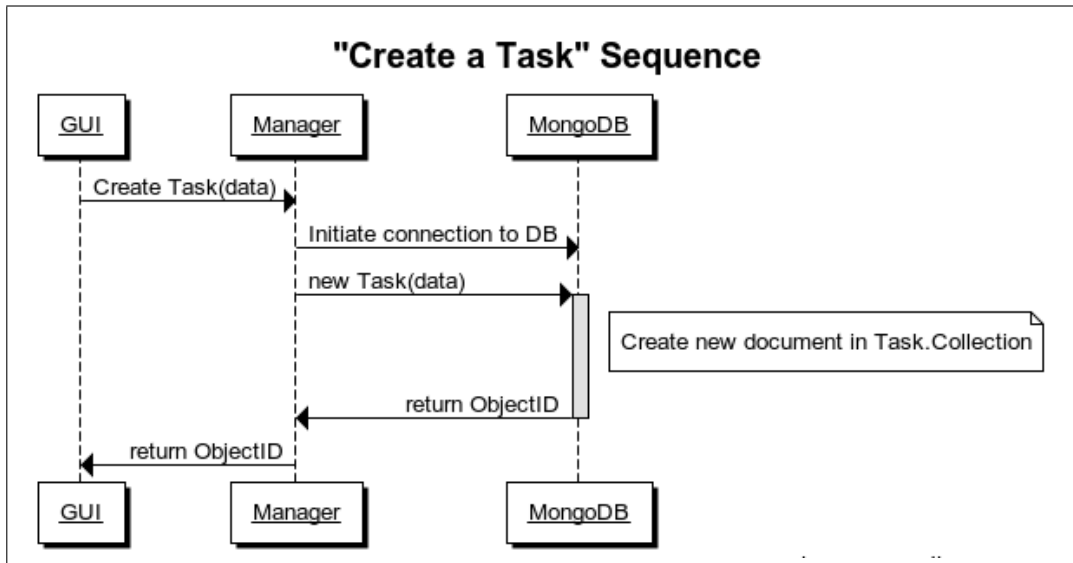 "Create a Task" Sequence
GUI
Manager
MongoDB
Create Task(data)
Initiate connection to DB
new Task(data)
Create new document in Task.Collection
return ObjectID
return ObjectID
GUI
Manager
MongoDB